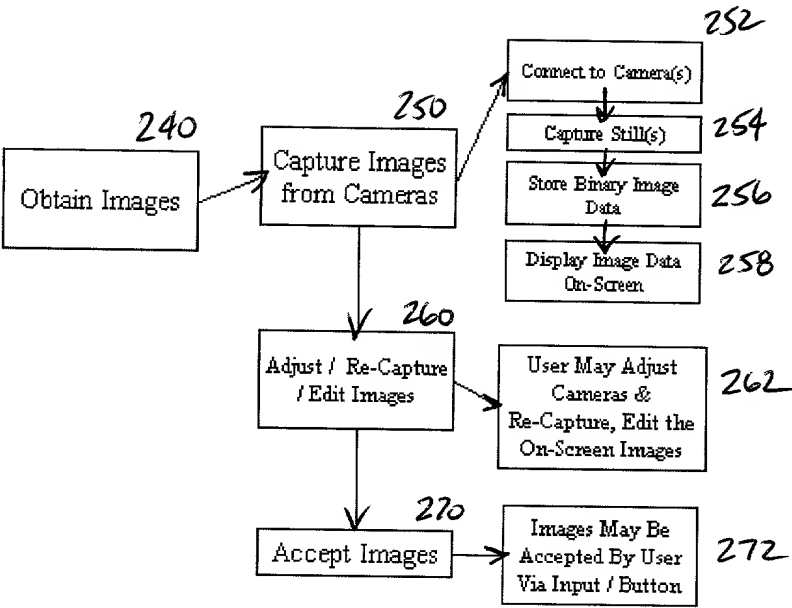 252
Connect to Camera(s)
240
250
254
Capture Still(s)
Obtain Images
Capture Images
from Cameras
Store Binary Image
Data
256
Display Image Data
On-Screen
258
260
Adjust / Re-Capture
/ Edit Images
User May Adjust
Cameras &
Re-Capture, Edit the
On-Screen Images
262
270
Accept Images
Images May Be
Accepted By User
Via Input / Button
272